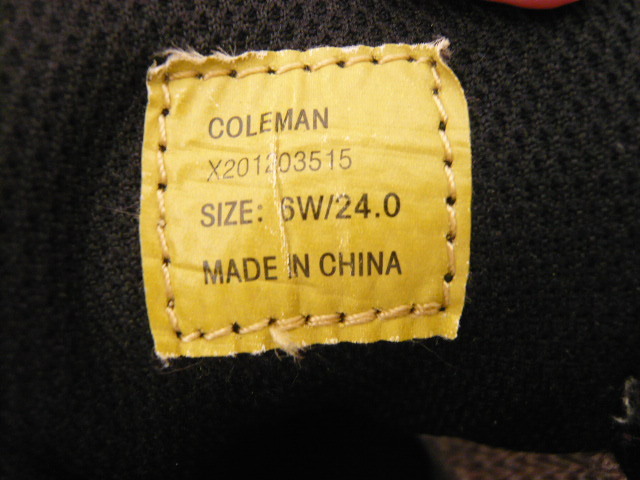 COLEMAN
X201203515
SIZE: 6W/24.0
MADE IN CHINA